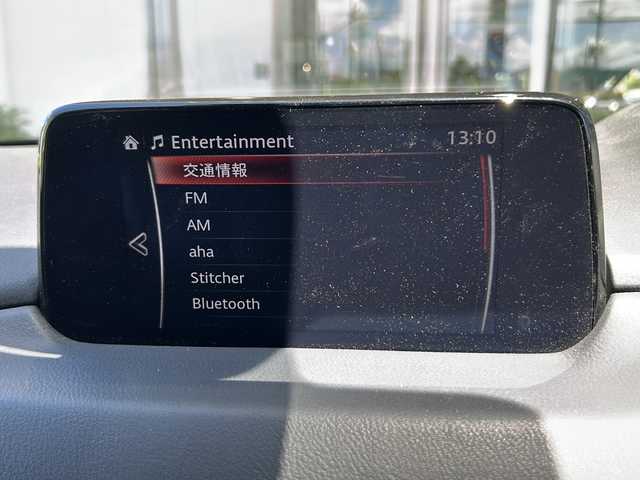 Entertainment 13:10
交通情報
FM
AM
aha
Stitcher
Bluetooth